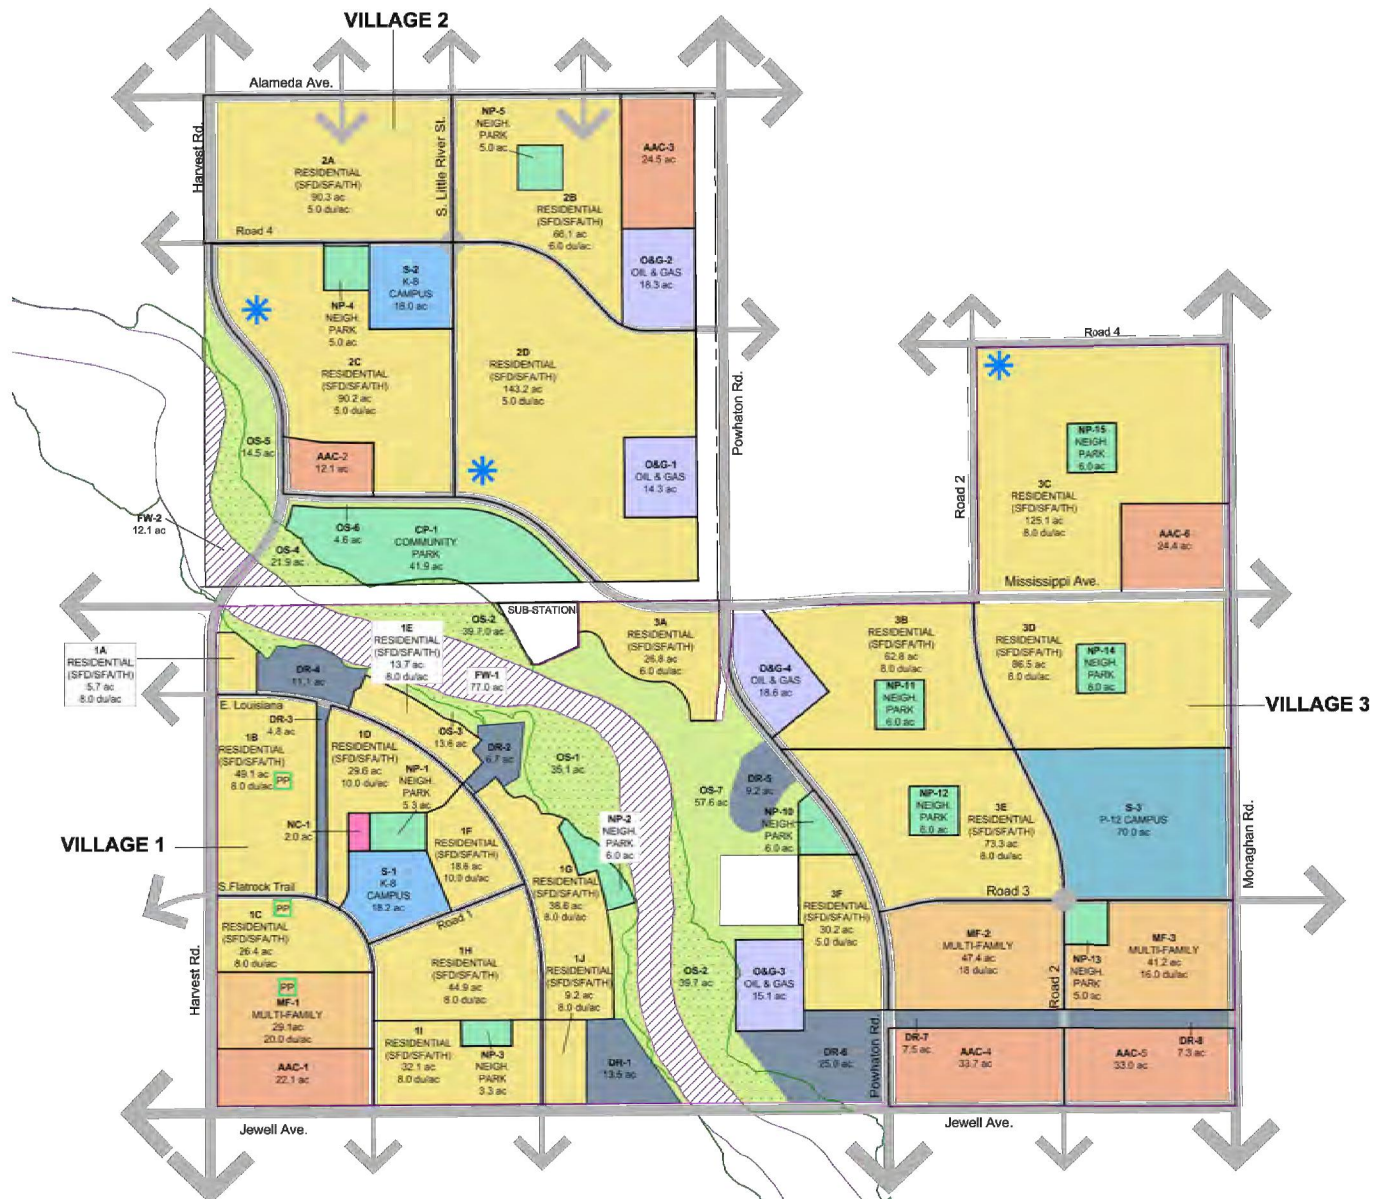 VILLAGE 2
Alameda Ave.
Harvest Rd.
S. Little River St.
2A
RESIDENTIAL
(SFD/SFA/TH)
90.3 ac
5.0 du/ac
NP-5
NEIGH.
PARK
5.0 ac
AAC-3
24.5 ac
2B
RESIDENTIAL
(SFD/SFA/TH)
66.1 ac
6.0 du/ac
Road 4
O&G-2
OIL & GAS
18.3 ac
S-2
K-8
CAMPUS
18.0 ac
NP-4
NEIGH.
PARK
5.0 ac
2C
RESIDENTIAL
(SFD/SFA/TH)
90.2 ac
5.0 du/ac
2D
RESIDENTIAL
(SFD/SFA/TH)
143.2 ac
5.0 du/ac
Powhaton Rd.
Road 4
OS-5
14.5 ac
AAC-2
12.1 ac
O&G-1
OIL & GAS
14.3 ac
NP-15
NEIGH.
PARK
6.0 ac
3C
RESIDENTIAL
(SFD/SFA/TH)
125.1 ac
8.0 du/ac
Road 2
AAC-6
24.4 ac
FW-2
12.1 ac
OS-6
4.6 ac
CP-1
COMMUNITY
PARK
41.9 ac
OS-4
21.9 ac
Mississippi Ave.
SUB-STATION
OS-2
39.7.0 ac
1E
RESIDENTIAL
(SFD/SFA/TH)
13.7 ac
8.0 du/ac
3A
RESIDENTIAL
(SFD/SFA/TH)
26.8 ac
6.0 du/ac
3B
RESIDENTIAL
(SFD/SFA/TH)
62.8 ac
8.0 du/ac
3D
RESIDENTIAL
(SFD/SFA/TH)
86.5 ac
8.0 du/ac
NP-14
NEIGH.
PARK
6.0 ac
1A
RESIDENTIAL
(SFD/SFA/TH)
5.7 ac
8.0 du/ac
DR-4
11.1 ac
FW-1
77.0 ac
O&G-4
OIL & GAS
18.6 ac
NP-11
NEIGH.
PARK
6.0 ac
VILLAGE 3
E. Louisiana
DR-3
4.8 ac
1B
RESIDENTIAL
(SFD/SFA/TH)
49.1 ac
8.0 du/ac
PP
1D
RESIDENTIAL
(SFD/SFA/TH)
29.6 ac
10.0 du/ac
OS-3
13.6 ac
DR-2
6.7 ac
OS-1
35.1 ac
NP-1
NEIGH.
PARK
5.3 ac
DR-5
9.2 ac
OS-7
57.6 ac
NP-12
NEIGH.
PARK
6.0 ac
3E
RESIDENTIAL
(SFD/SFA/TH)
73.3 ac
8.0 du/ac
S-3
P-12 CAMPUS
70.0 ac
Monaghan Rd.
VILLAGE 1
NC-1
2.0 ac
1F
RESIDENTIAL
(SFD/SFA/TH)
18.6 ac
10.0 du/ac
NP-2
NEIGH.
PARK
6.0 ac
NP-10
NEIGH.
PARK
6.0 ac
S-1
K-8
CAMPUS
18.2 ac
1G
RESIDENTIAL
(SFD/SFA/TH)
38.6 ac
8.0 du/ac
S.Flatrock Trail
PP
1C
RESIDENTIAL
(SFD/SFA/TH)
26.4 ac
8.0 du/ac
Road 1
3F
RESIDENTIAL
(SFD/SFA/TH)
30.2 ac
5.0 du/ac
Road 3
MF-2
MULTI-FAMILY
47.4 ac
18 du/ac
MF-3
MULTI-FAMILY
41.2 ac
16.0 du/ac
NP-13
NEIGH.
PARK
5.0 ac
Road 2
Harvest Rd.
PP
MF-1
MULTI-FAMILY
29.1ac
20.0 du/ac
1H
RESIDENTIAL
(SFD/SFA/TH)
44.9 ac
8.0 du/ac
1J
RESIDENTIAL
(SFD/SFA/TH)
9.2 ac
8.0 du/ac
OS-2
39.7 ac
O&G-3
OIL & GAS
15.1 ac
1I
RESIDENTIAL
(SFD/SFA/TH)
32.1 ac
8.0 du/ac
NP-3
NEIGH.
PARK
3.3 ac
AAC-1
22.1 ac
DR-1
13.5 ac
DR-6
25.0 ac
Powhaton Rd.
DR-7
7.5 ac
AAC-4
33.7 ac
AAC-5
33.0 ac
DR-8
7.3 ac
Jewell Ave.
Jewell Ave.